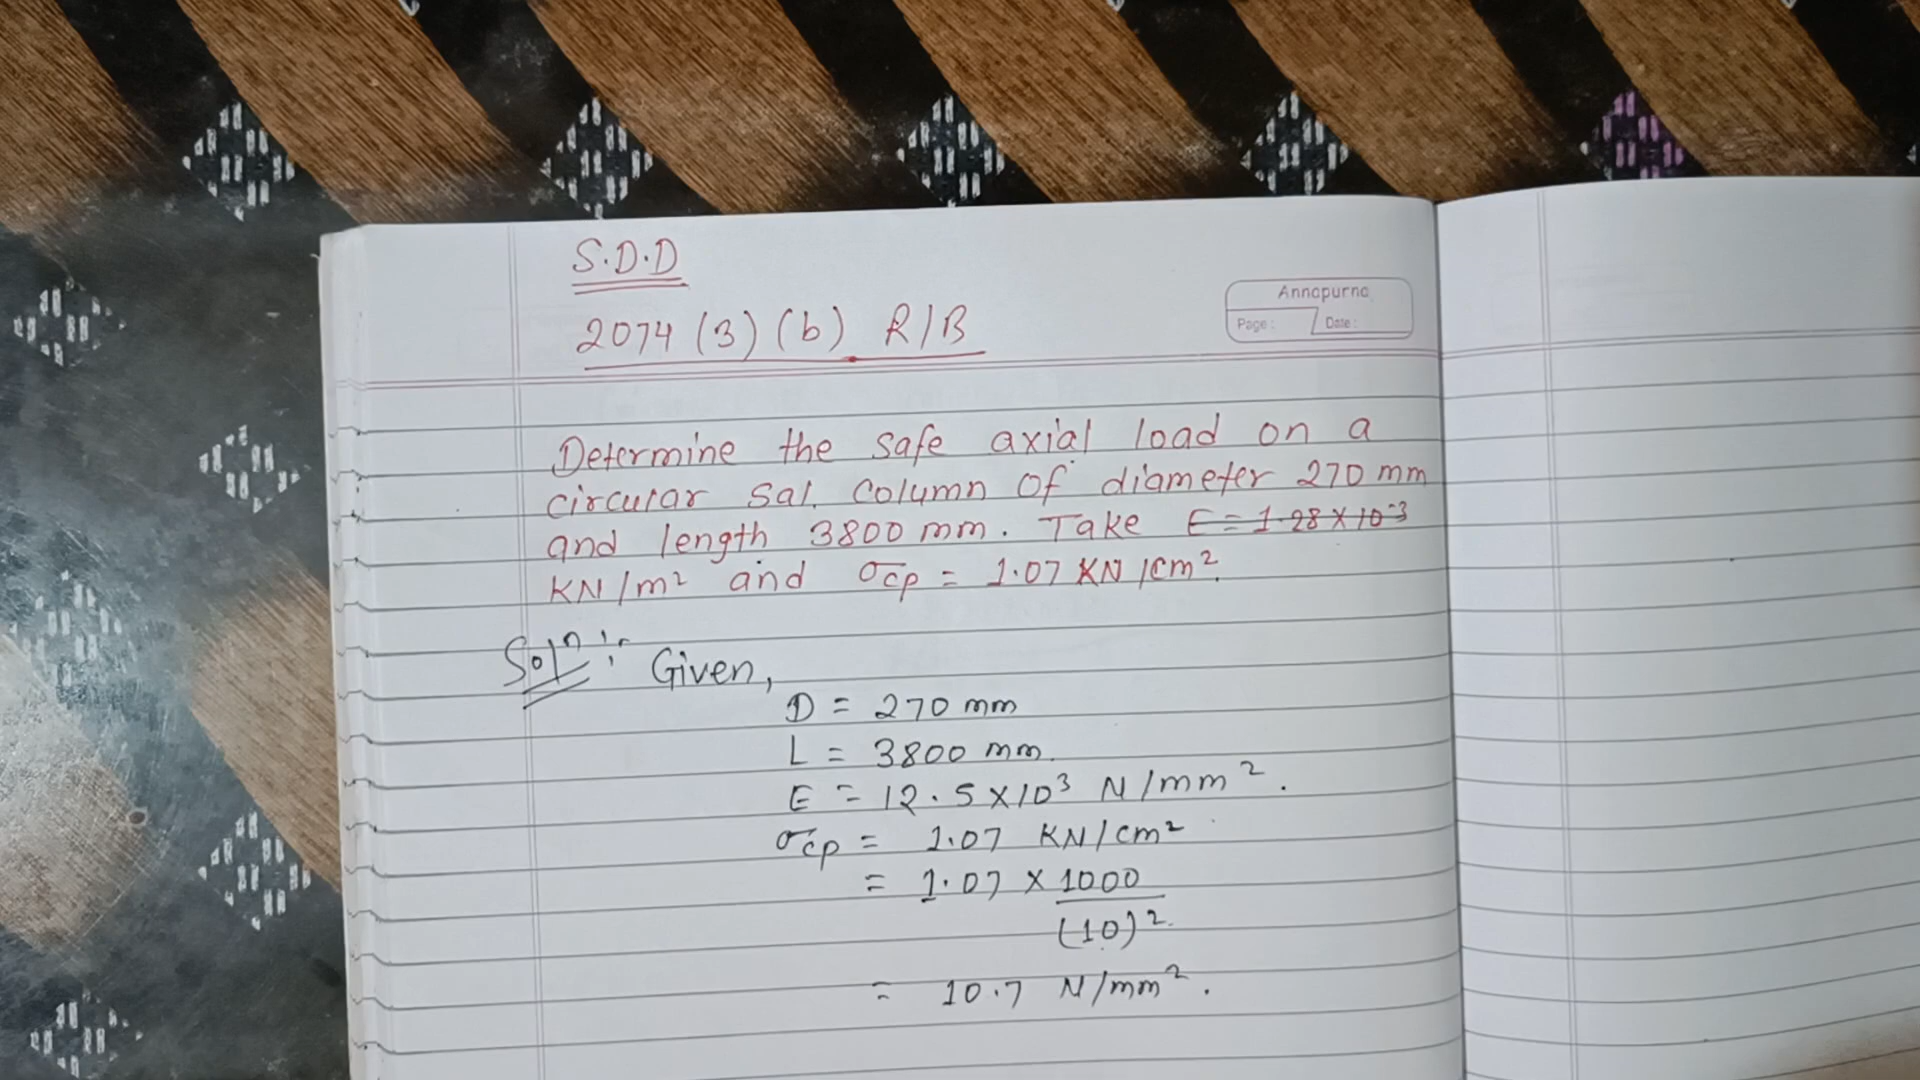 S.D.D
2074 (3) (b) R/B
Annapurna
Page: Date:
Determine the safe axial load on a
circular sal. column of diameter 270 mm
and length 3800 mm. Take E = 1.28 × 10⁻³
KN/m² and σcp = 1.07 KN/cm².
Solⁿ :- Given,
D = 270 mm
L = 3800 mm.
E = 12.5 × 10³ N/mm².
σcp = 1.07 KN/cm²
= 1.07 × 1000
(10)².
= 10.7 N/mm².